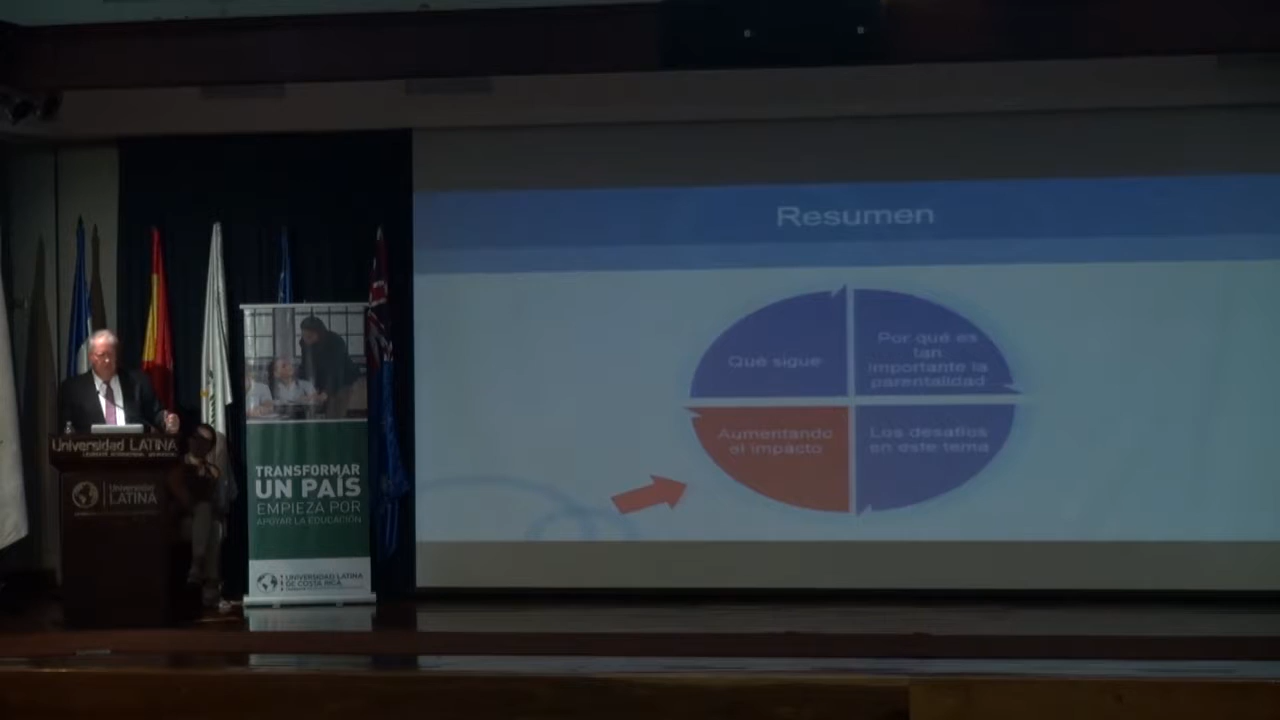 Resumen
Qué sigue
Por qué es
tan
importante la
parentalidad
Aumentando
el impacto
Los desafíos
en este tema
Universidad LATINA
Universidad
LATINA
TRANSFORMAR
UN PAÍS
EMPIEZA POR
APOYAR LA EDUCACIÓN
UNIVERSIDAD LATINA
DE COSTA RICA